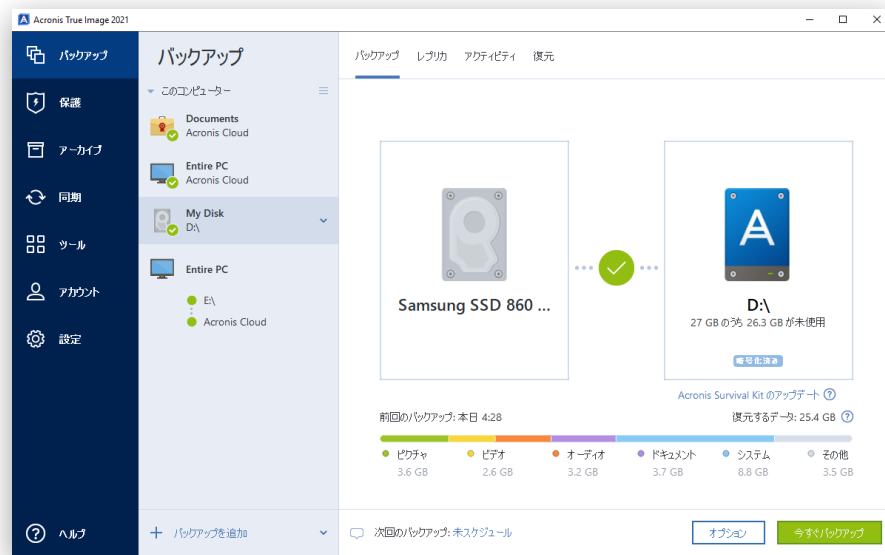 Acronis True Image 2021
バックアップ
保護
アーカイブ
同期
ツール
アカウント
設定
ヘルプ
バックアップ
このコンピューター
Documents
Acronis Cloud
Entire PC
Acronis Cloud
My Disk
D:\
Entire PC
E:\
Acronis Cloud
バックアップを追加
バックアップ レプリカ アクティビティ 復元
Samsung SSD 860 ...
D:\
27 GB のうち 26.3 GB が未使用
暗号化済み
Acronis Survival Kit のアップデート ?
前回のバックアップ: 本日 4:28
復元するデータ: 25.4 GB ?
ピクチャ ビデオ オーディオ ドキュメント システム その他
3.6 GB 2.6 GB 3.2 GB 3.7 GB 8.8 GB 3.5 GB
次回のバックアップ: 未スケジュール
オプション
今すぐバックアップ